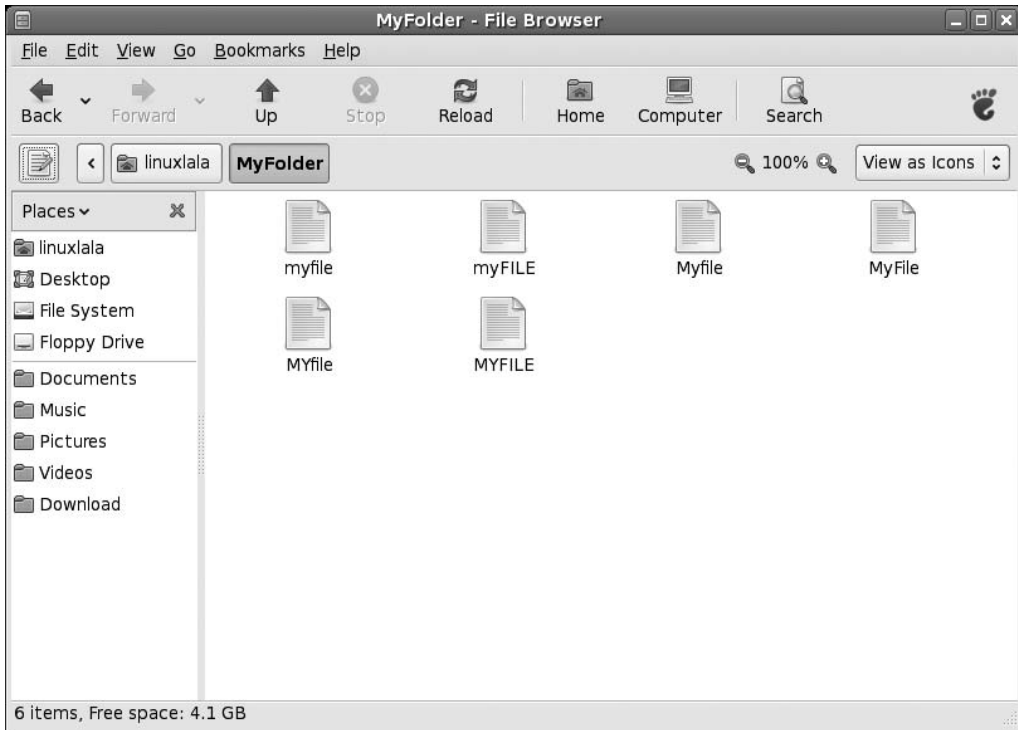 MyFolder - File Browser
File Edit View Go Bookmarks Help
Back Forward Up Stop Reload Home Computer Search
linuxlala MyFolder 100% View as Icons
Places
linuxlala
Desktop
File System
Floppy Drive
Documents
Music
Pictures
Videos
Download
myfile myFILE Myfile MyFile
MYfile MYFILE
6 items, Free space: 4.1 GB